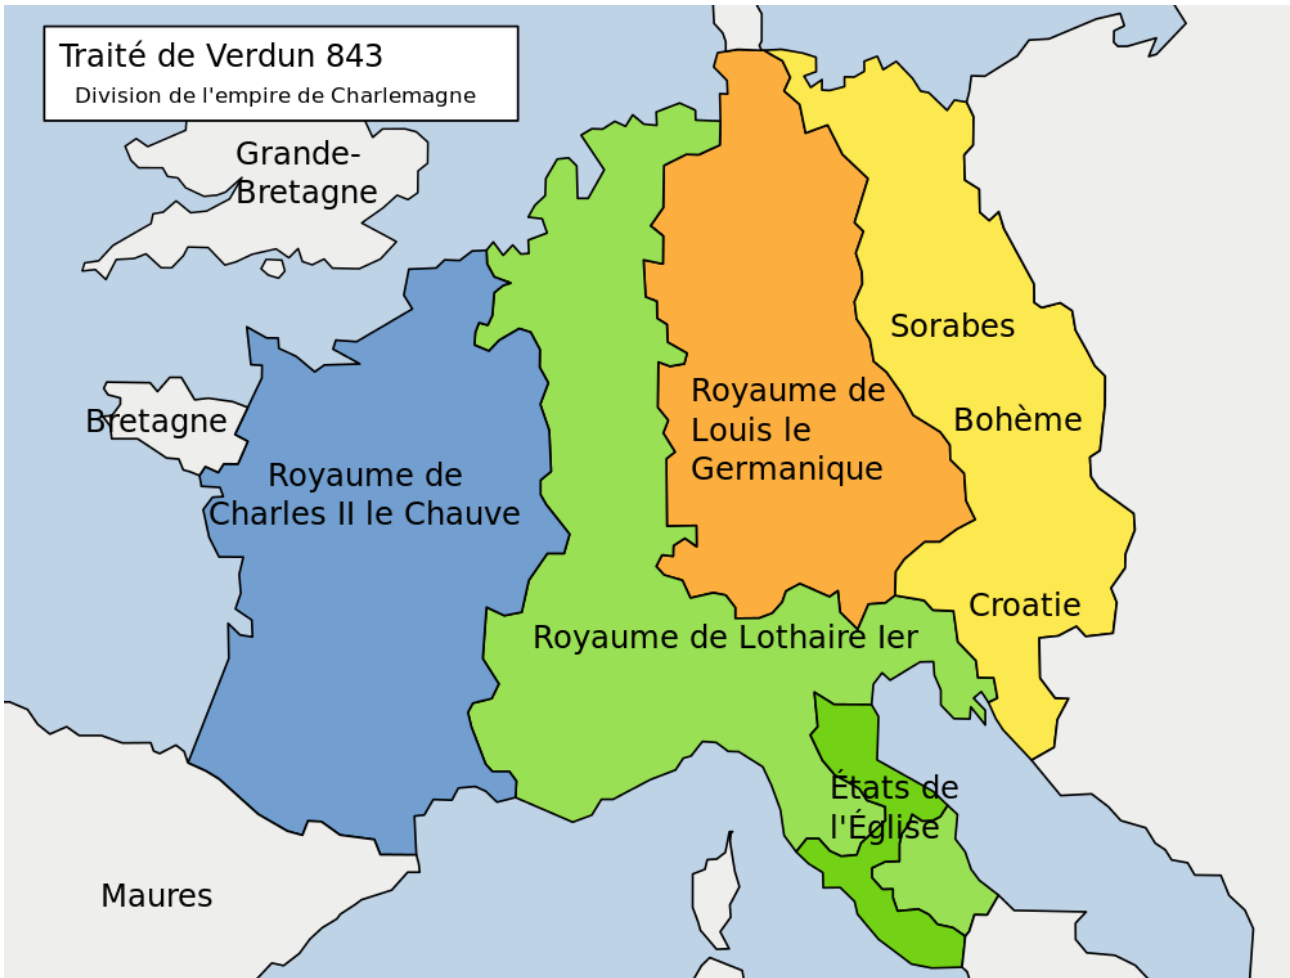 Traité de Verdun 843
Division de l'empire de Charlemagne
Grande-
Bretagne
Sorabes
Royaume de
Louis le
Germanique
Bohème
Bretagne
Royaume de
Charles II le Chauve
Croatie
Royaume de Lothaire Ier
États de
l'Église
Maures